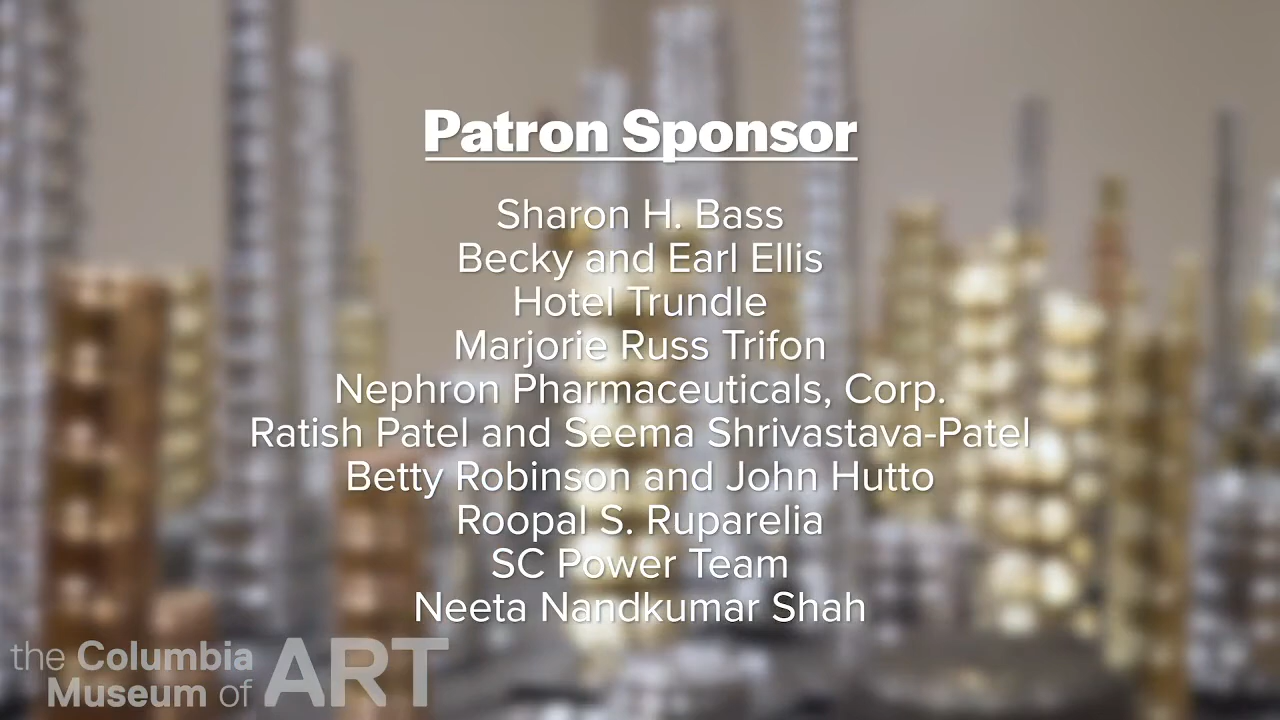 Patron Sponsor
Sharon H. Bass
Becky and Earl Ellis
Hotel Trundle
Marjorie Russ Trifon
Nephron Pharmaceuticals, Corp.
Ratish Patel and Seema Shrivastava-Patel
Betty Robinson and John Hutto
Roopal S. Ruparelia
SC Power Team
Neeta Nandkumar Shah
the Columbia
Museum of ART